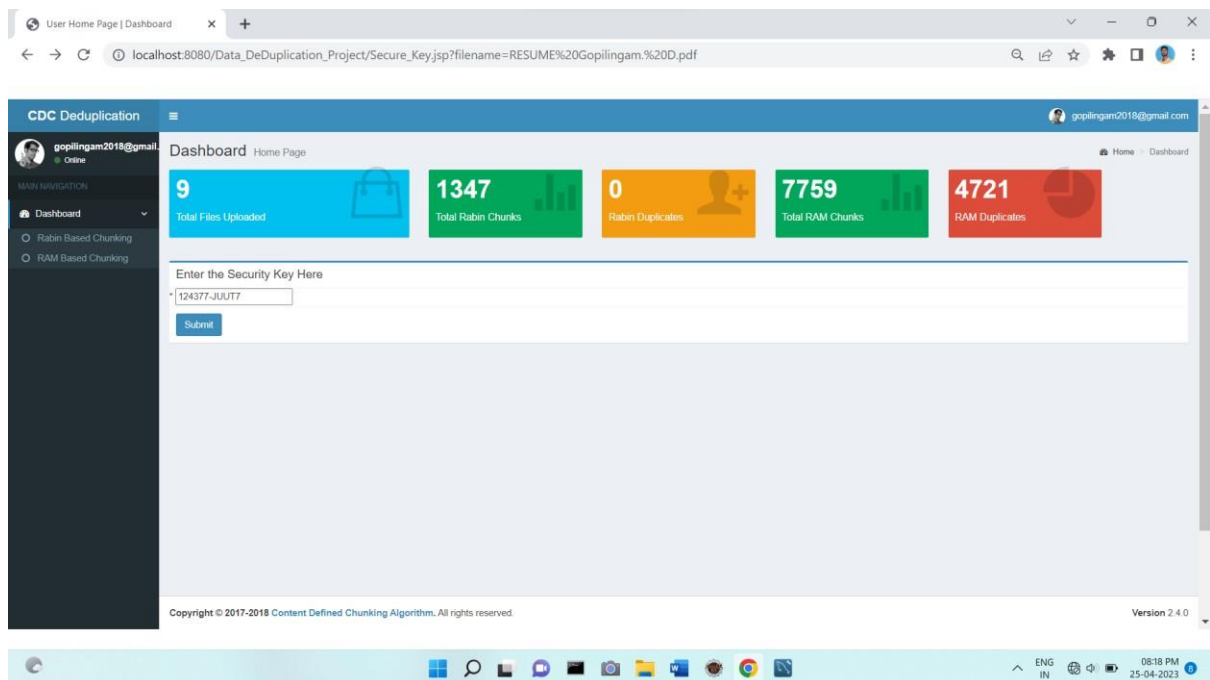 User Home Page | Dashboard
localhost:8080/Data_DeDuplication_Project/Secure_Key.jsp?filename=RESUME%20Gopilingam.%20D.pdf
CDC Deduplication
gopilingam2018@gmail.com
gopilingam2018@gmail.
Online
Dashboard Home Page
Home > Dashboard
MAIN NAVIGATION
Dashboard
Rabin Based Chunking
RAM Based Chunking
9
Total Files Uploaded
1347
Total Rabin Chunks
0
Rabin Duplicates
7759
Total RAM Chunks
4721
RAM Duplicates
Enter the Security Key Here
* 124377-JUUT7
Submit
Copyright © 2017-2018 Content Defined Chunking Algorithm. All rights reserved.
Version 2.4.0
ENG
IN
08:18 PM
25-04-2023
8